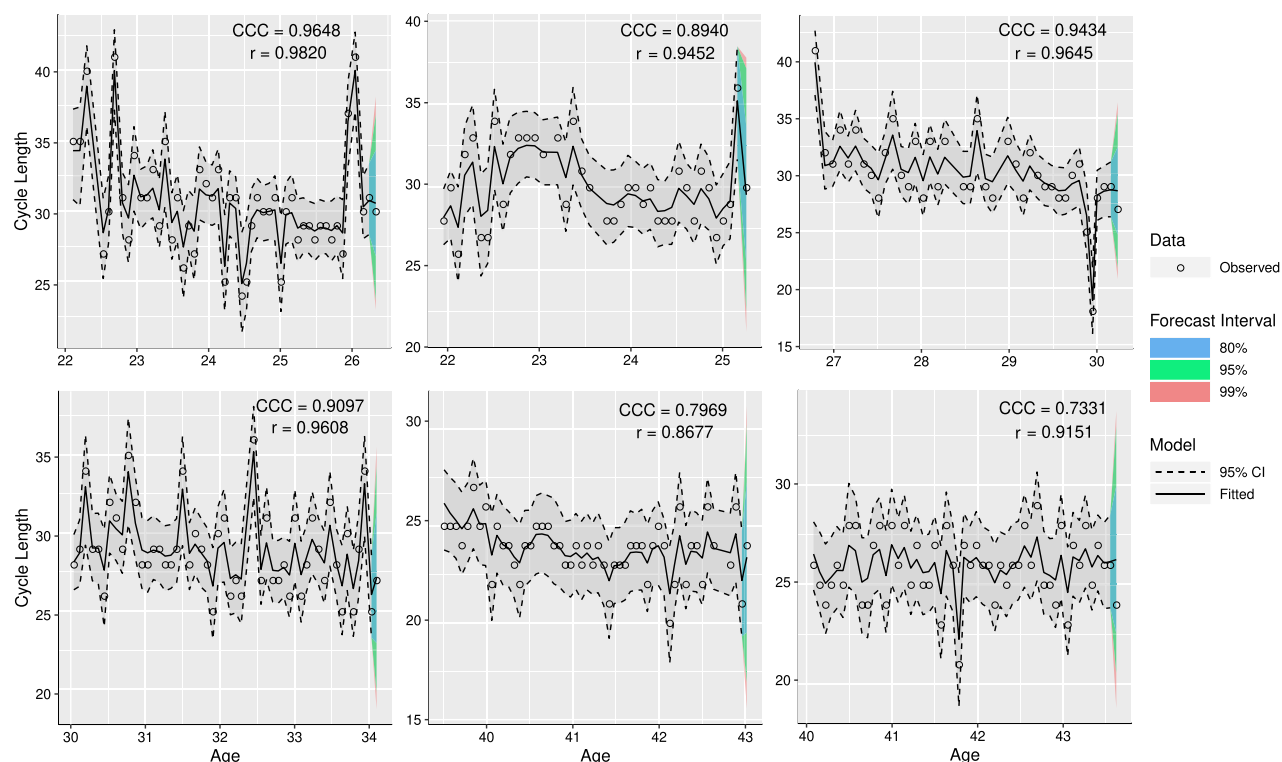 CCC = 0.9648
r = 0.9820
Cycle Length
40
35
30
25
22 23 24 25 26
CCC = 0.8940
r = 0.9452
40
35
30
25
20
22 23 24 25
CCC = 0.9434
r = 0.9645
40
35
30
25
20
15
27 28 29 30
CCC = 0.9097
r = 0.9608
Cycle Length
35
30
25
20
30 31 32 33 34
Age
CCC = 0.7969
r = 0.8677
30
25
20
15
40 41 42 43
Age
CCC = 0.7331
r = 0.9151
30
25
20
40 41 42 43
Age
Data
Observed
Forecast Interval
80%
95%
99%
Model
95% CI
Fitted